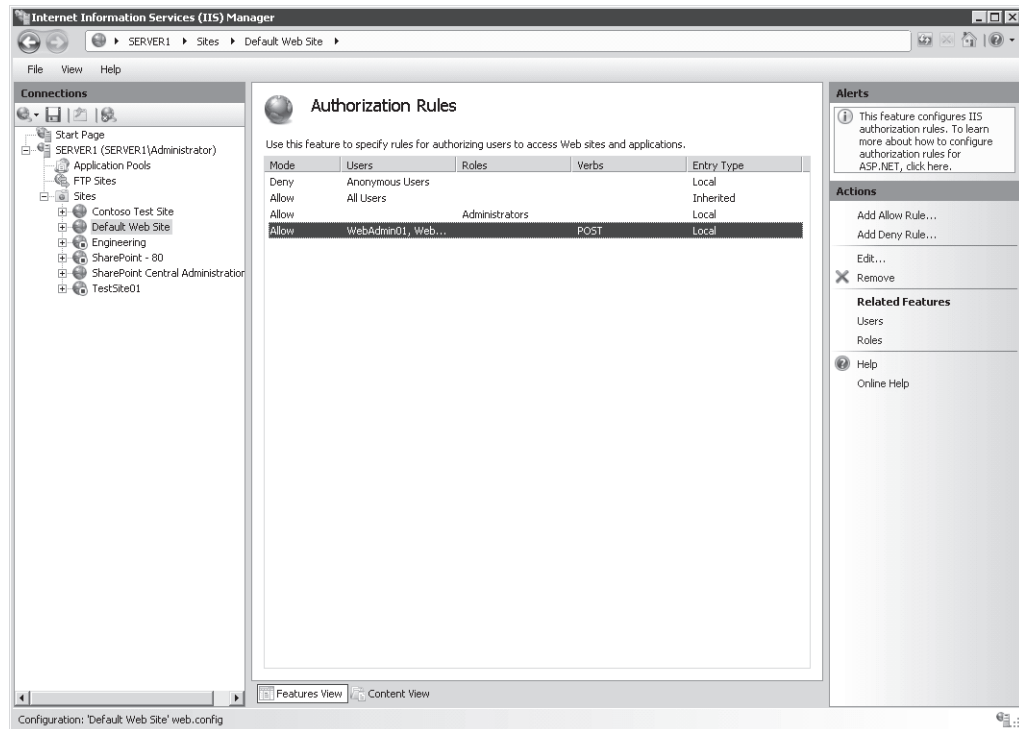 Internet Information Services (IIS) Manager
SERVER1 Sites Default Web Site
File View Help
Connections
Start Page
SERVER1 (SERVER1\Administrator)
Application Pools
FTP Sites
Sites
Contoso Test Site
Default Web Site
Engineering
SharePoint - 80
SharePoint Central Administration
TestSite01
Authorization Rules
Use this feature to specify rules for authorizing users to access Web sites and applications.
Mode Users Roles Verbs Entry Type
Deny Anonymous Users Local
Allow All Users Inherited
Allow Administrators Local
Allow WebAdmin01, Web... POST Local
Features View Content View
Alerts
This feature configures IIS
authorization rules. To learn
more about how to configure
authorization rules for
ASP.NET, click here.
Actions
Add Allow Rule...
Add Deny Rule...
Edit...
Remove
Related Features
Users
Roles
Help
Online Help
Configuration: 'Default Web Site' web.config